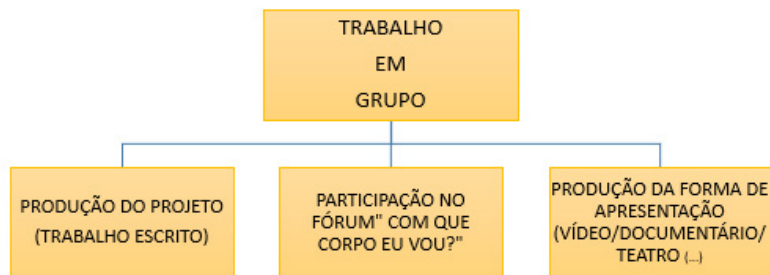 TRABALHO
EM
GRUPO
PRODUÇÃO DO PROJETO
(TRABALHO ESCRITO)
PARTICIPAÇÃO NO
FÓRUM" COM QUE
CORPO EU VOU?"
PRODUÇÃO DA FORMA DE
APRESENTAÇÃO
(VÍDEO/DOCUMENTÁRIO/
TEATRO (...)